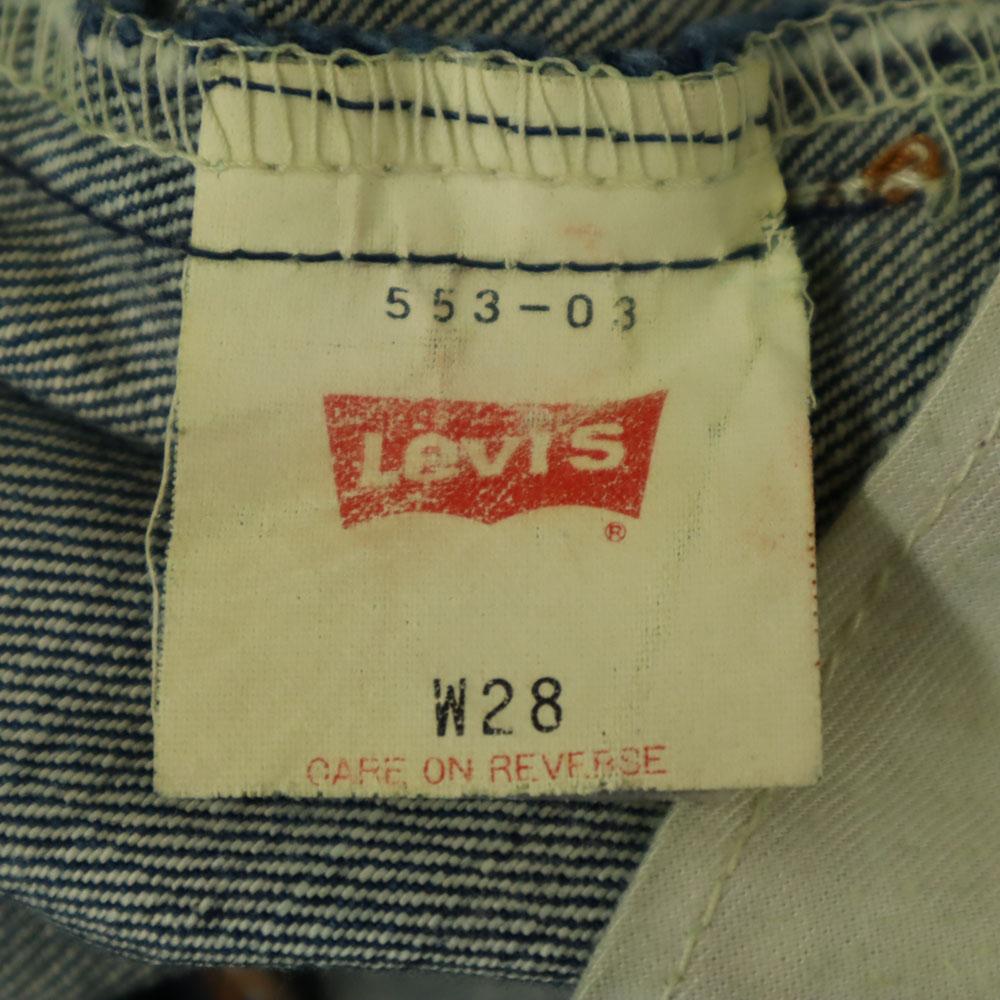 553-03
Levi's
®
W28
CARE ON REVERSE